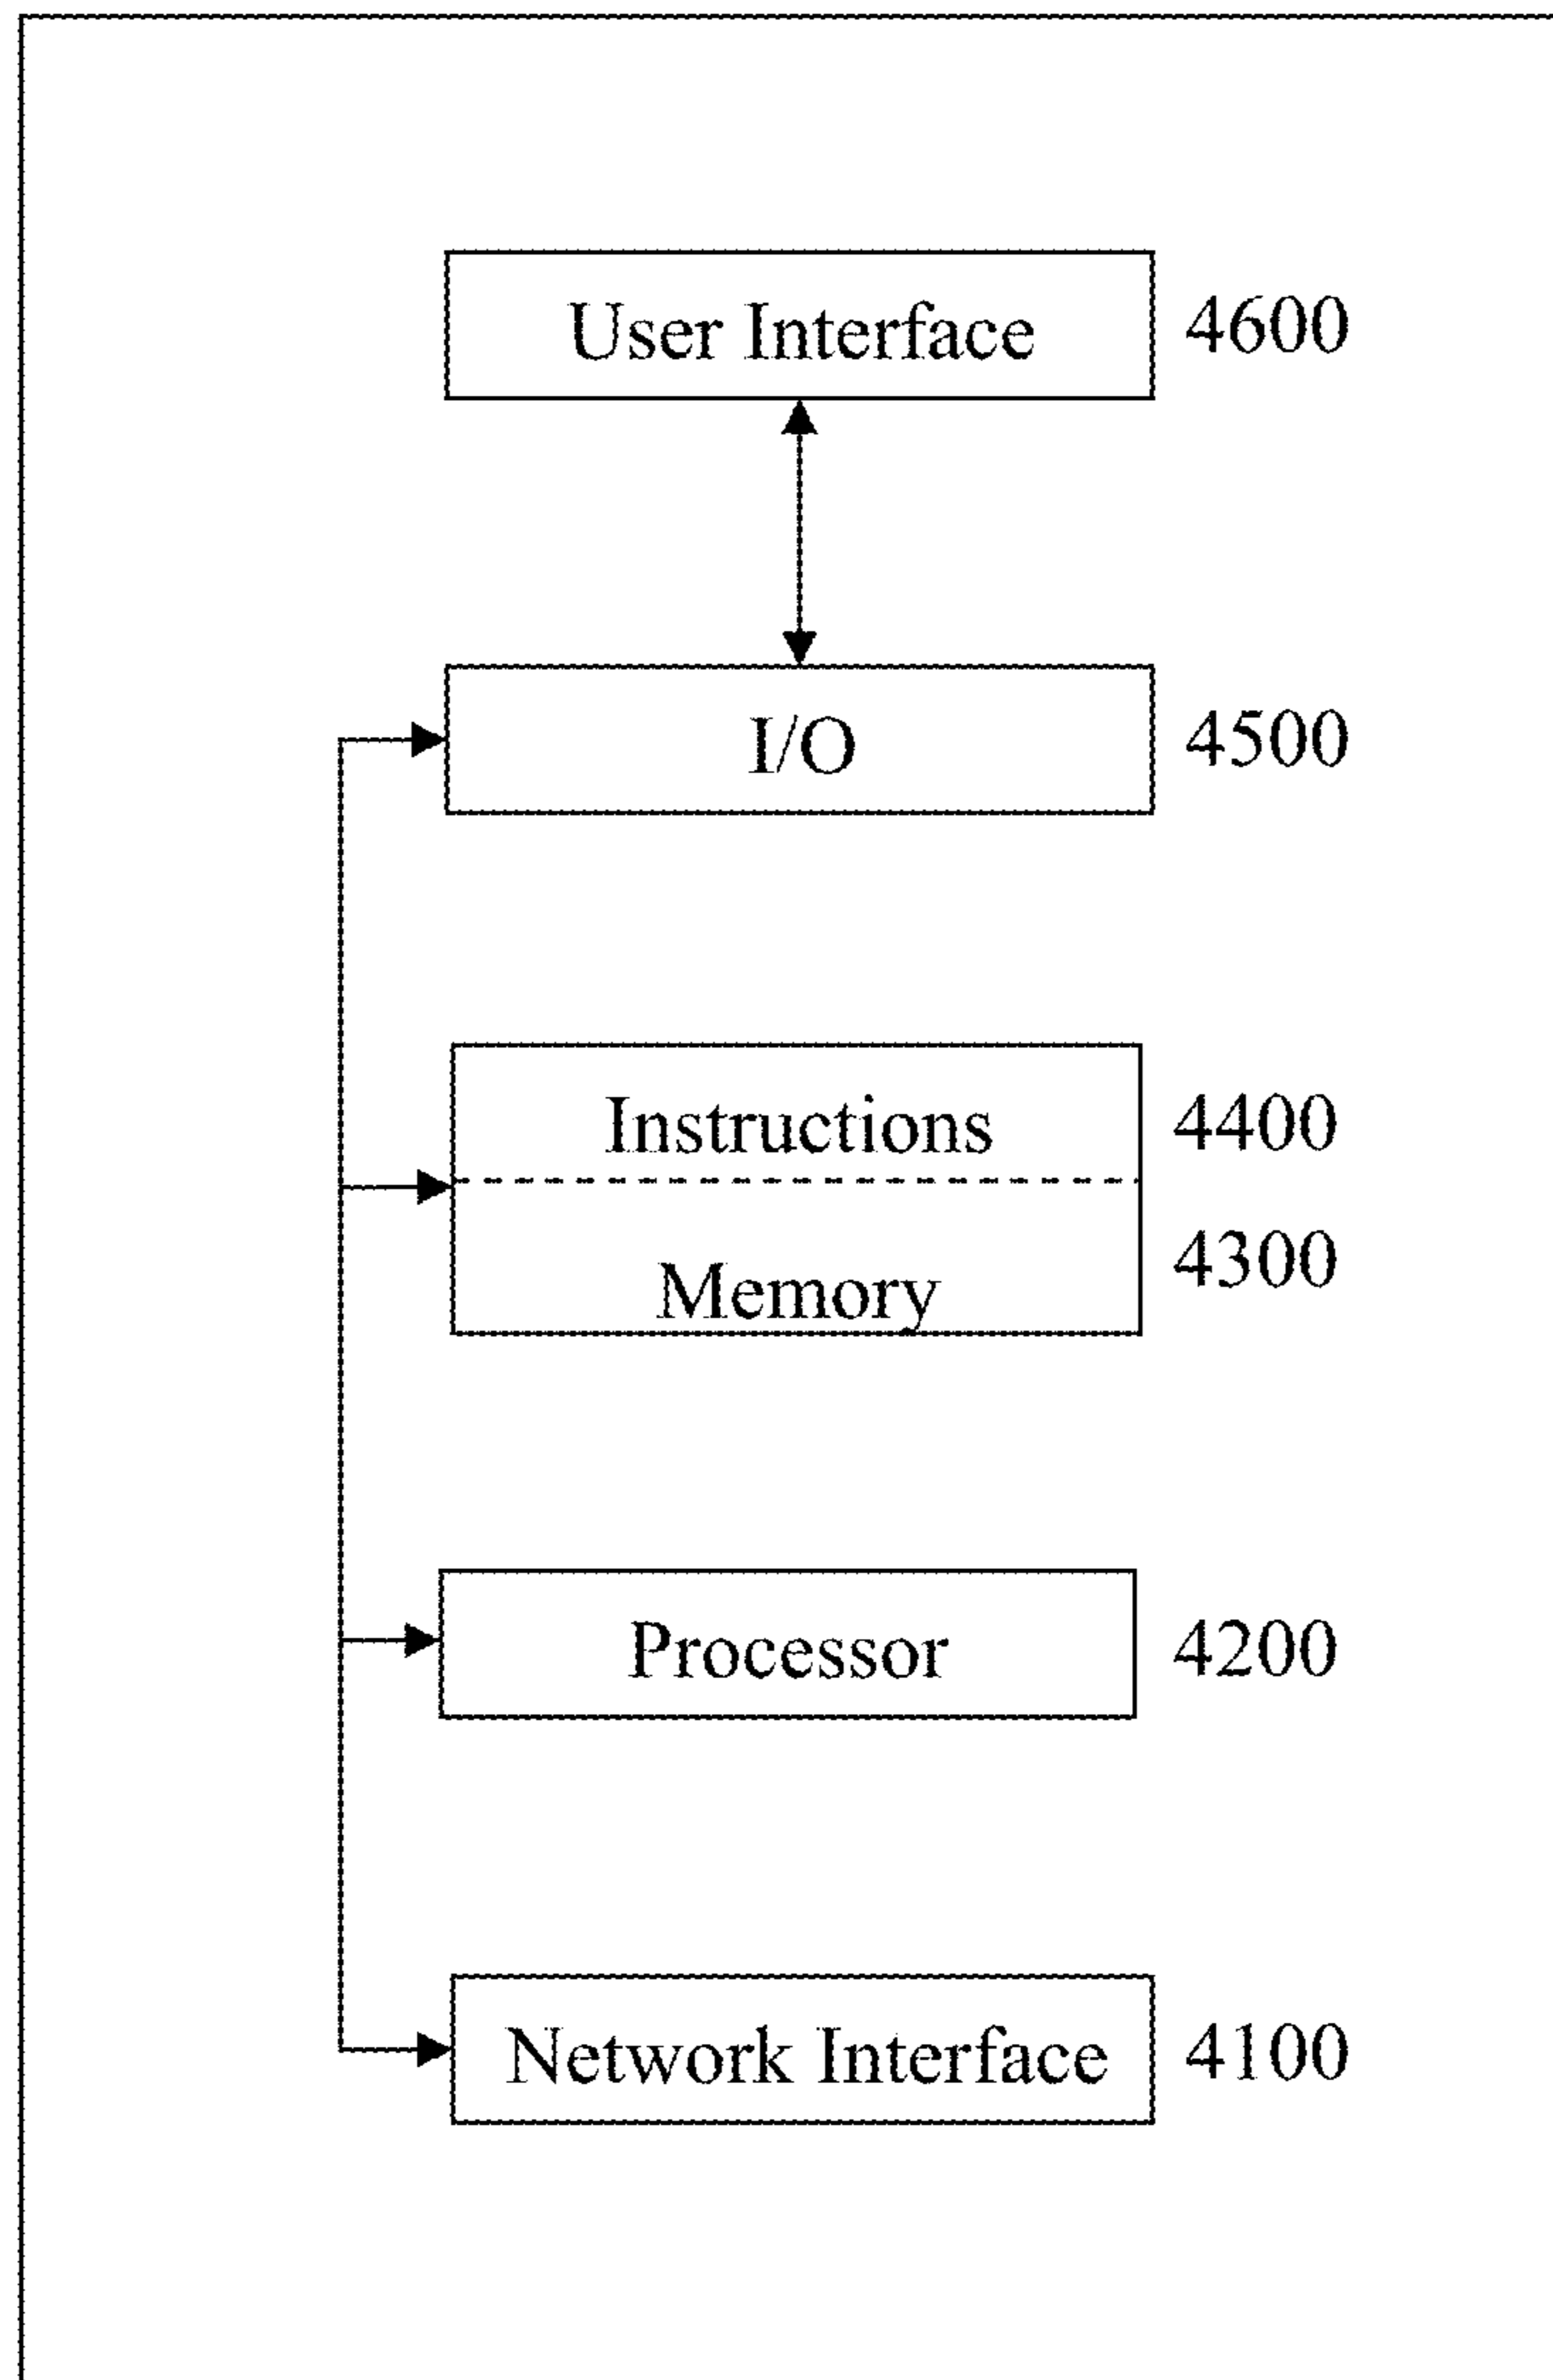 User Interface 4600
I/O 4500
Instructions 4400
Memory 4300
Processor 4200
Network Interface 4100